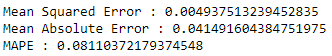 Mean Squared Error : 0.004937513239452835
Mean Absolute Error : 0.041491604384751975
MAPE : 0.08110372179374548